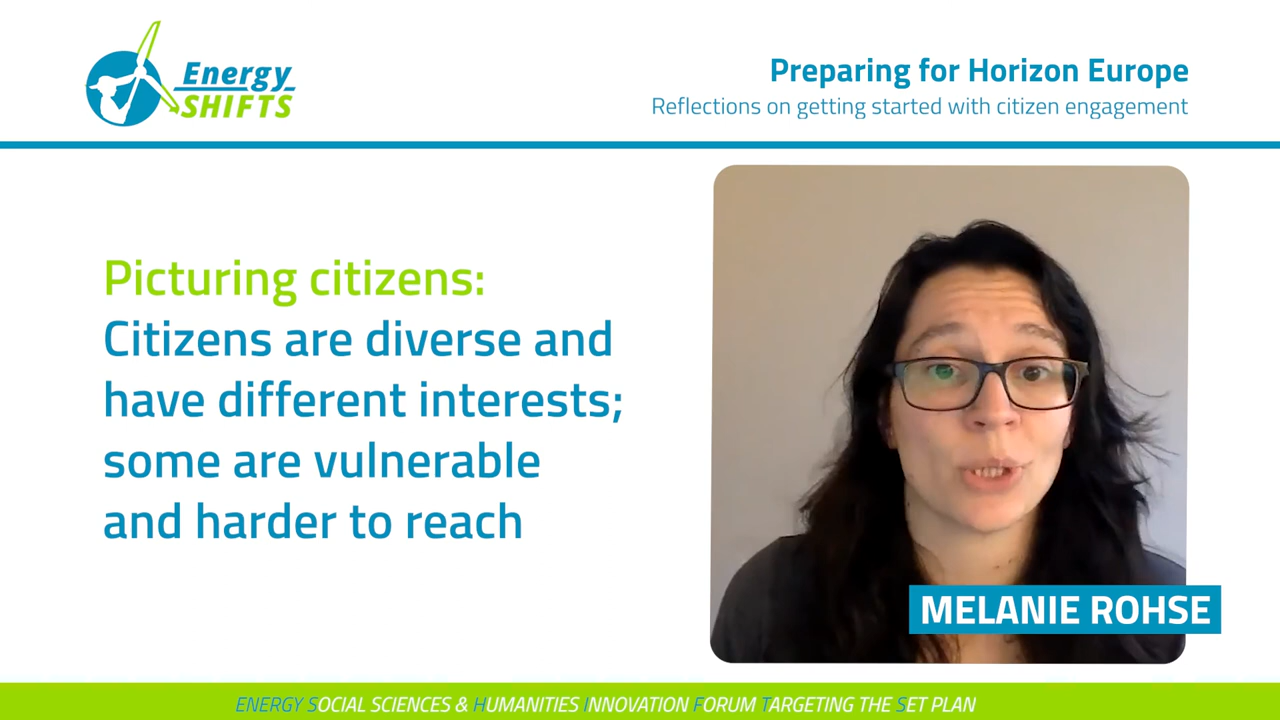 Energy
SHIFTS
Preparing for Horizon Europe
Reflections on getting started with citizen engagement
Picturing citizens:
Citizens are diverse and
have different interests;
some are vulnerable
and harder to reach
MELANIE ROHSE
ENERGY SOCIAL SCIENCES & HUMANITIES INNOVATION FORUM TARGETING THE SET PLAN